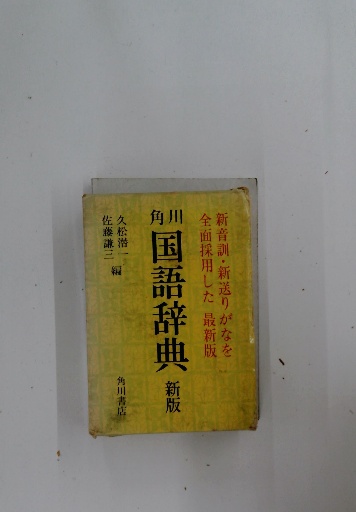 新音訓・新送りがなを
全面採用した 最新版
角川
国語辞典
新版
久松潜一
佐藤謙三
編
角川書店